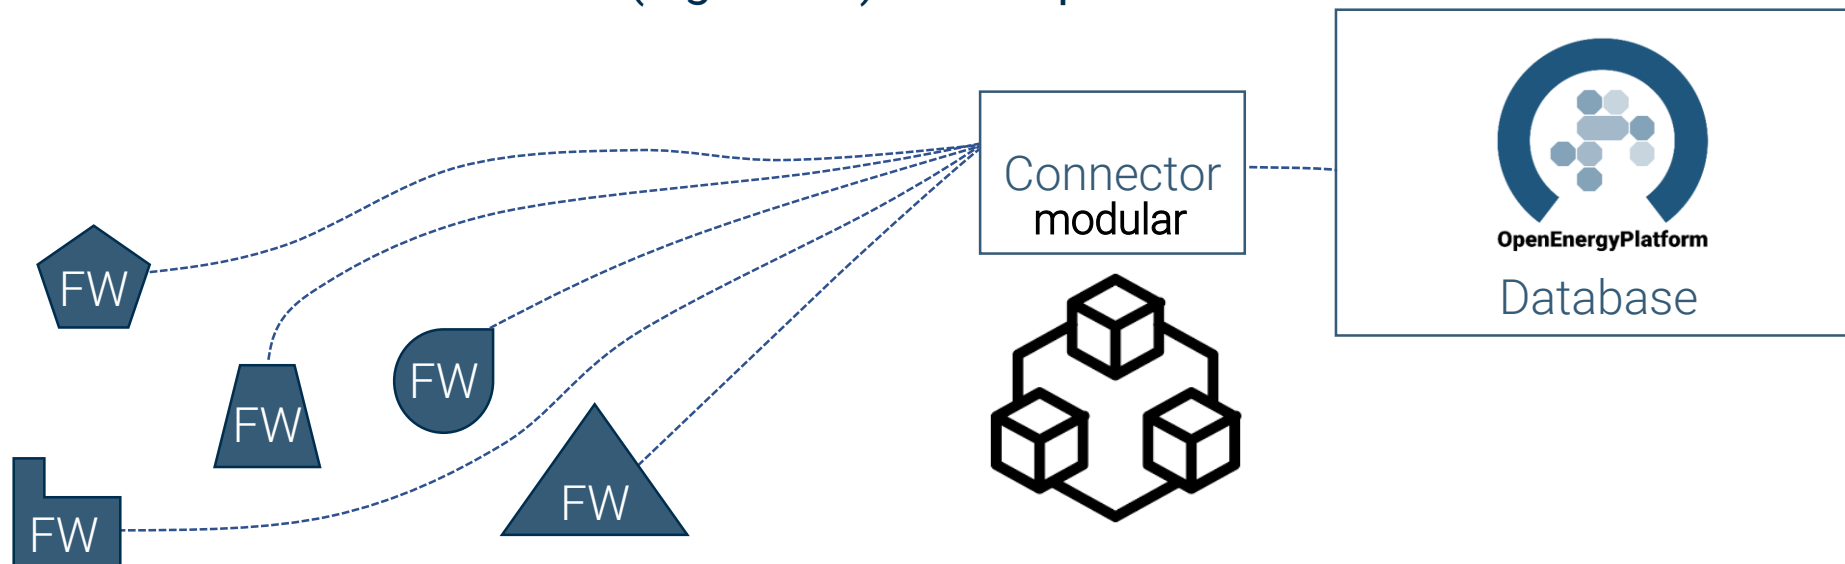 Connector
modular
OpenEnergyPlatform
Database
FW
FW
FW
FW
FW